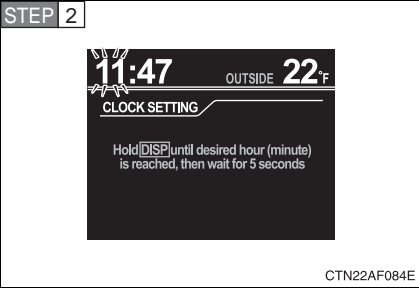 STEP 2
11:47 OUTSIDE 22°F
CLOCK SETTING
Hold DISP until desired hour (minute)
is reached, then wait for 5 seconds
CTN22AF084E